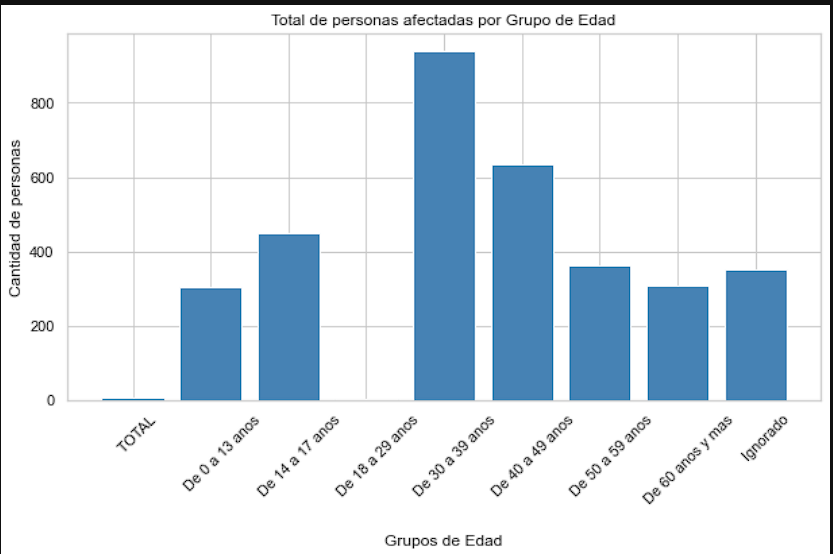 Total de personas afectadas por Grupo de Edad
Cantidad de personas
800
600
400
200
0
TOTAL
De 0 a 13 anos
De 14 a 17 anos
De 18 a 29 anos
De 30 a 39 anos
De 40 a 49 anos
De 50 a 59 anos
De 60 anos y mas
Ignorado
Grupos de Edad